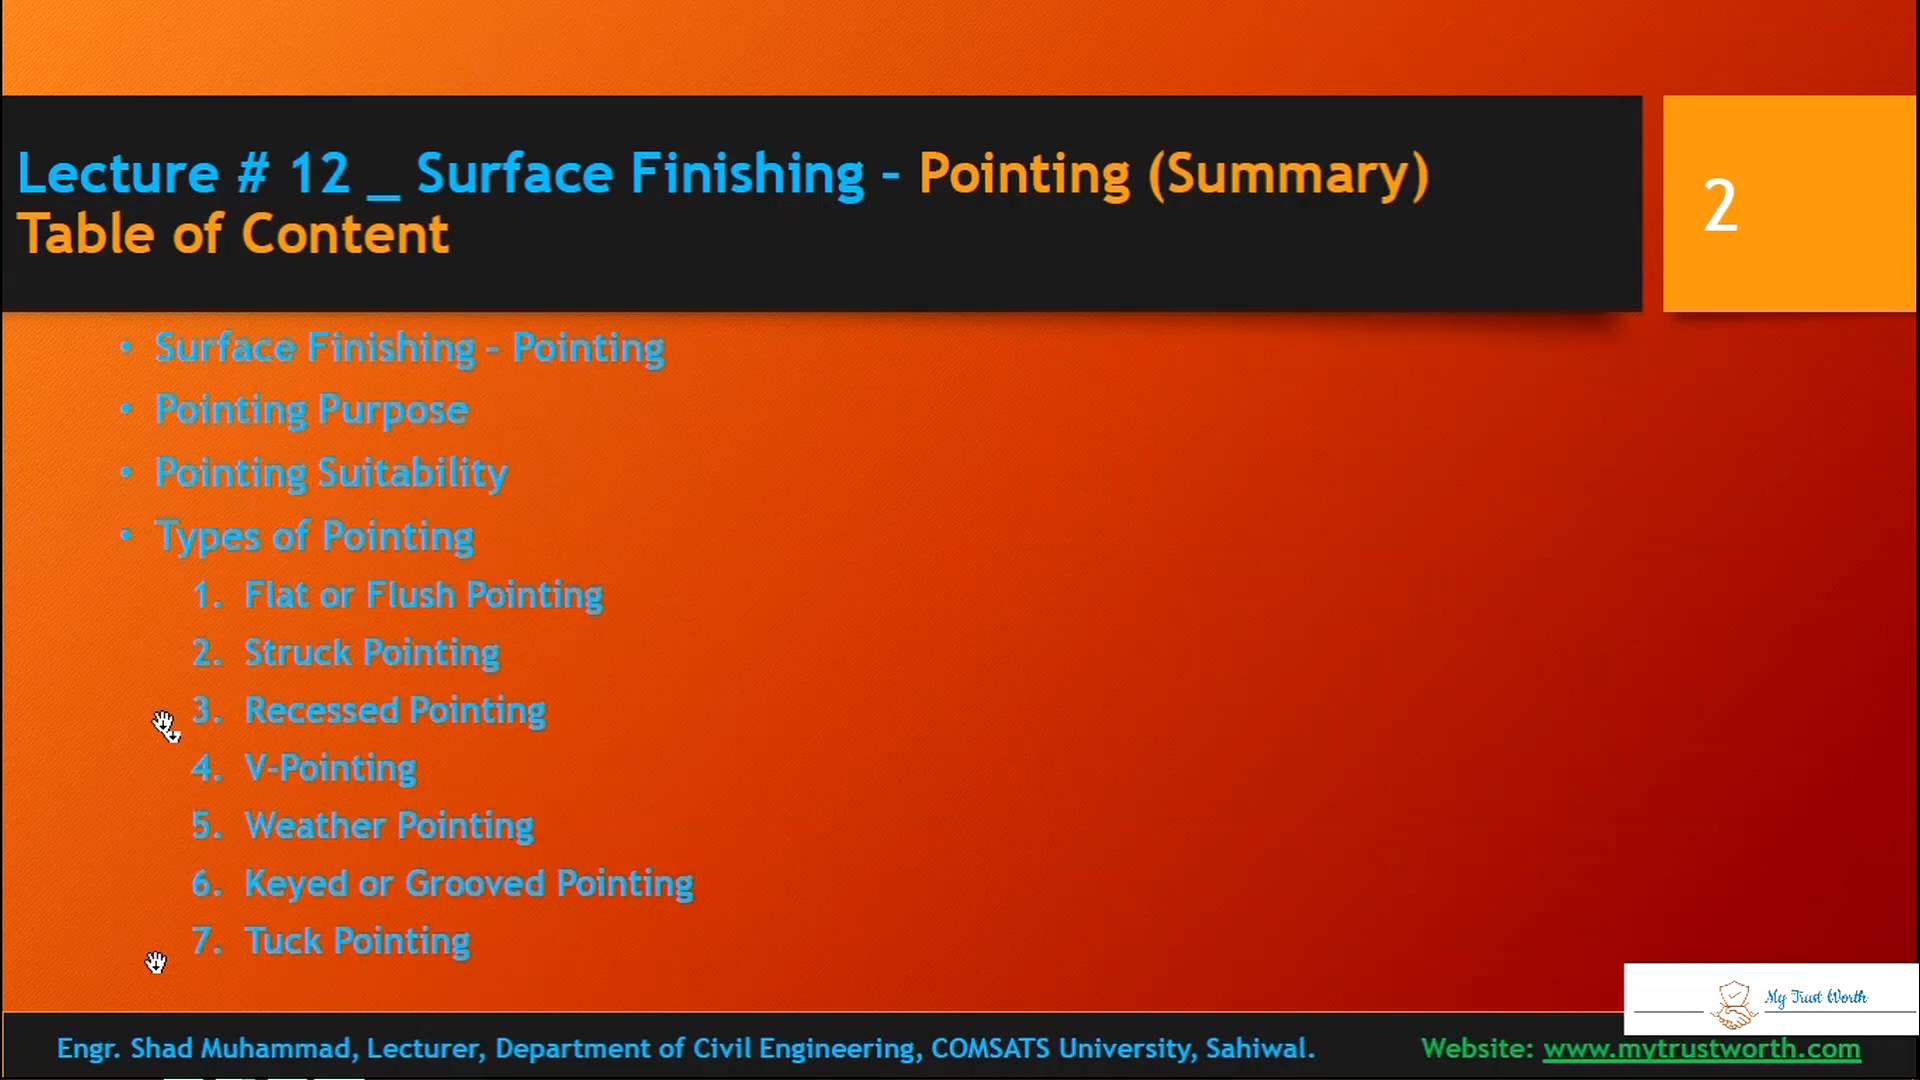 Lecture # 12 _ Surface Finishing – Pointing (Summary)
Table of Content
2
• Surface Finishing – Pointing
• Pointing Purpose
• Pointing Suitability
• Types of Pointing
1. Flat or Flush Pointing
2. Struck Pointing
3. Recessed Pointing
4. V-Pointing
5. Weather Pointing
6. Keyed or Grooved Pointing
7. Tuck Pointing
My Trust Worth
Engr. Shad Muhammad, Lecturer, Department of Civil Engineering, COMSATS University, Sahiwal.
Website: www.mytrustworth.com